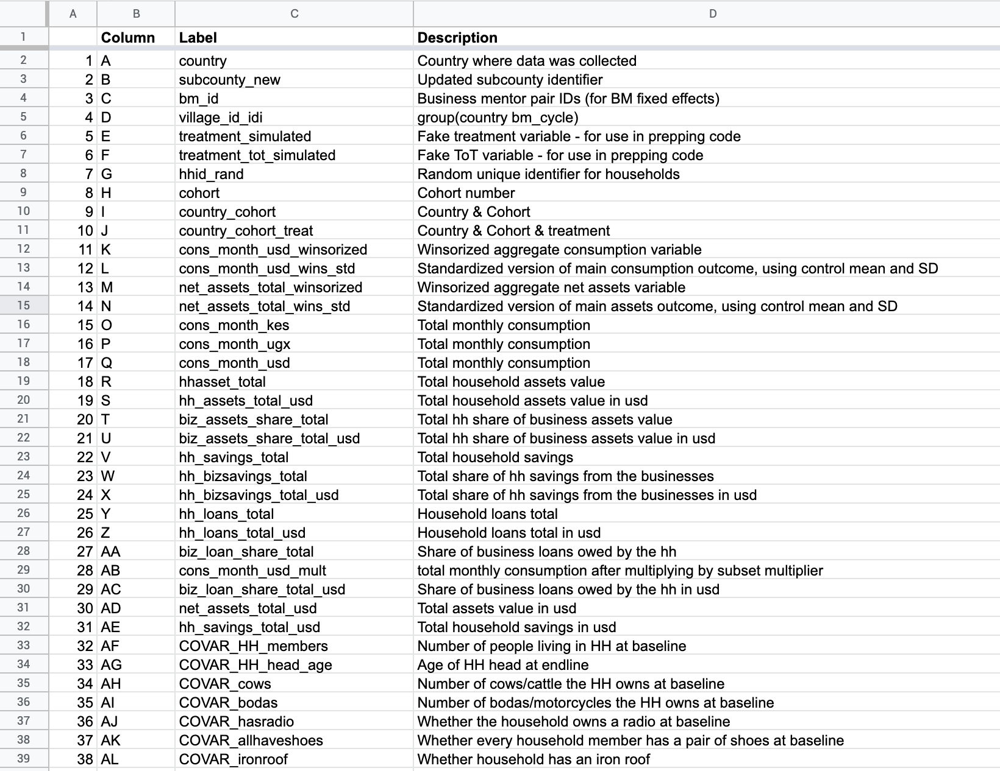 A B C D
1 Column Label Description
2 1 A country Country where data was collected
3 2 B subcounty_new Updated subcounty identifier
4 3 C bm_id Business mentor pair IDs (for BM fixed effects)
5 4 D village_id_idi group(country bm_cycle)
6 5 E treatment_simulated Fake treatment variable - for use in prepping code
7 6 F treatment_tot_simulated Fake ToT variable - for use in prepping code
8 7 G hhid_rand Random unique identifier for households
9 8 H cohort Cohort number
10 9 I country_cohort Country & Cohort
11 10 J country_cohort_treat Country & Cohort & treatment
12 11 K cons_month_usd_winsorized Winsorized aggregate consumption variable
13 12 L cons_month_usd_wins_std Standardized version of main consumption outcome, using control mean and SD
14 13 M net_assets_total_winsorized Winsorized aggregate net assets variable
15 14 N net_assets_total_wins_std Standardized version of main assets outcome, using control mean and SD
16 15 O cons_month_kes Total monthly consumption
17 16 P cons_month_ugx Total monthly consumption
18 17 Q cons_month_usd Total monthly consumption
19 18 R hhasset_total Total household assets value
20 19 S hh_assets_total_usd Total household assets value in usd
21 20 T biz_assets_share_total Total hh share of business assets value
22 21 U biz_assets_share_total_usd Total hh share of business assets value in usd
23 22 V hh_savings_total Total household savings
24 23 W hh_bizsavings_total Total share of hh savings from the businesses
25 24 X hh_bizsavings_total_usd Total share of hh savings from the businesses in usd
26 25 Y hh_loans_total Household loans total
27 26 Z hh_loans_total_usd Household loans total in usd
28 27 AA biz_loan_share_total Share of business loans owed by the hh
29 28 AB cons_month_usd_mult total monthly consumption after multiplying by subset multiplier
30 29 AC biz_loan_share_total_usd Share of business loans owed by the hh in usd
31 30 AD net_assets_total_usd Total assets value in usd
32 31 AE hh_savings_total_usd Total household savings in usd
33 32 AF COVAR_HH_members Number of people living in HH at baseline
34 33 AG COVAR_HH_head_age Age of HH head at endline
35 34 AH COVAR_cows Number of cows/cattle the HH owns at baseline
36 35 AI COVAR_bodas Number of bodas/motorcycles the HH owns at baseline
37 36 AJ COVAR_hasradio Whether the household owns a radio at baseline
38 37 AK COVAR_allhaveshoes Whether every household member has a pair of shoes at baseline
39 38 AL COVAR_ironroof Whether household has an iron roof